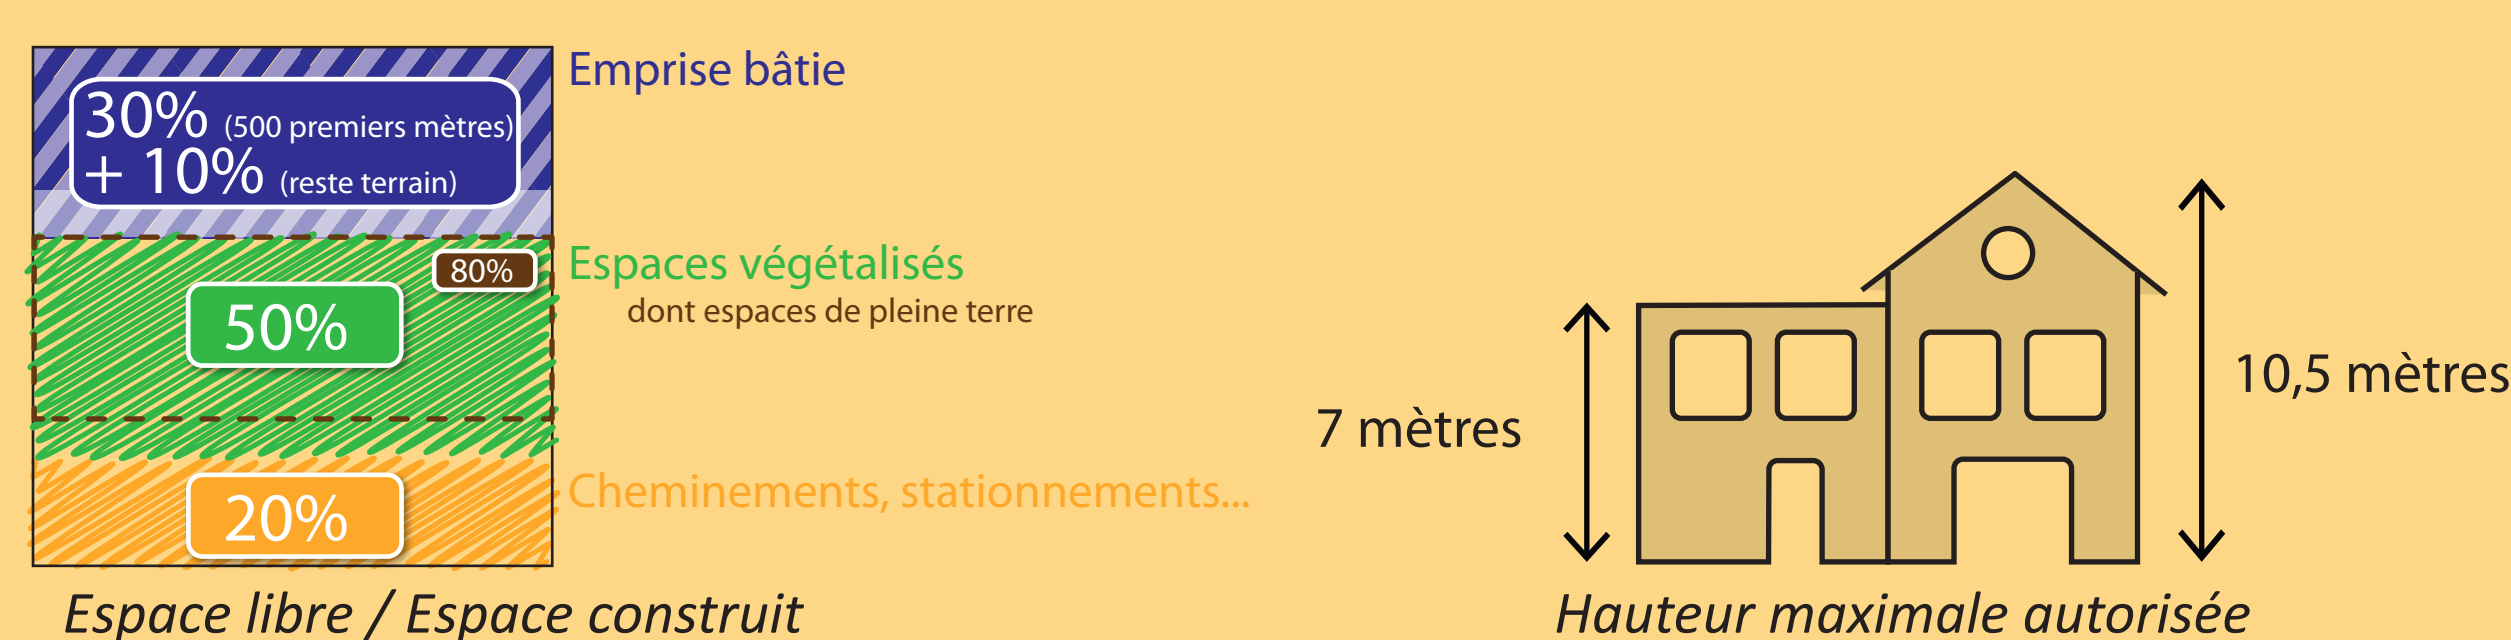 Emprise bâtie
30% (500 premiers mètres)
+ 10% (reste terrain)
Espaces végétalisés
80%
dont espaces de pleine terre
50%
Cheminements, stationnements...
20%
Espace libre / Espace construit
7 mètres
10,5 mètres
Hauteur maximale autorisée